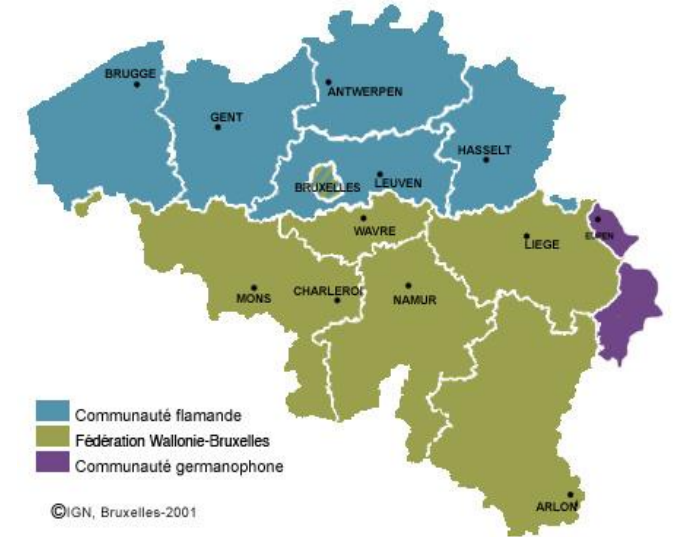 BRUGGE
ANTWERPEN
GENT
HASSELT
BRUXELLES
LEUVEN
WAVRE
EUPEN
LIEGE
MONS
CHARLEROI
NAMUR
Communauté flamande
Fédération Wallonie-Bruxelles
Communauté germanophone
©IGN, Bruxelles-2001
ARLON